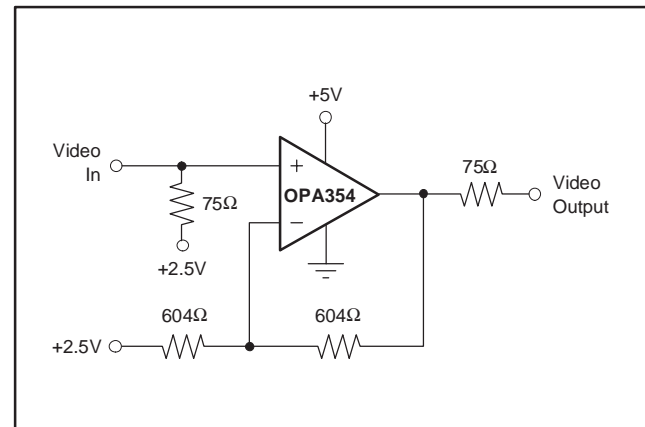 +5V
Video
In
+
OPA354
−
75Ω
+2.5V
75Ω
Video
Output
604Ω
604Ω
+2.5V